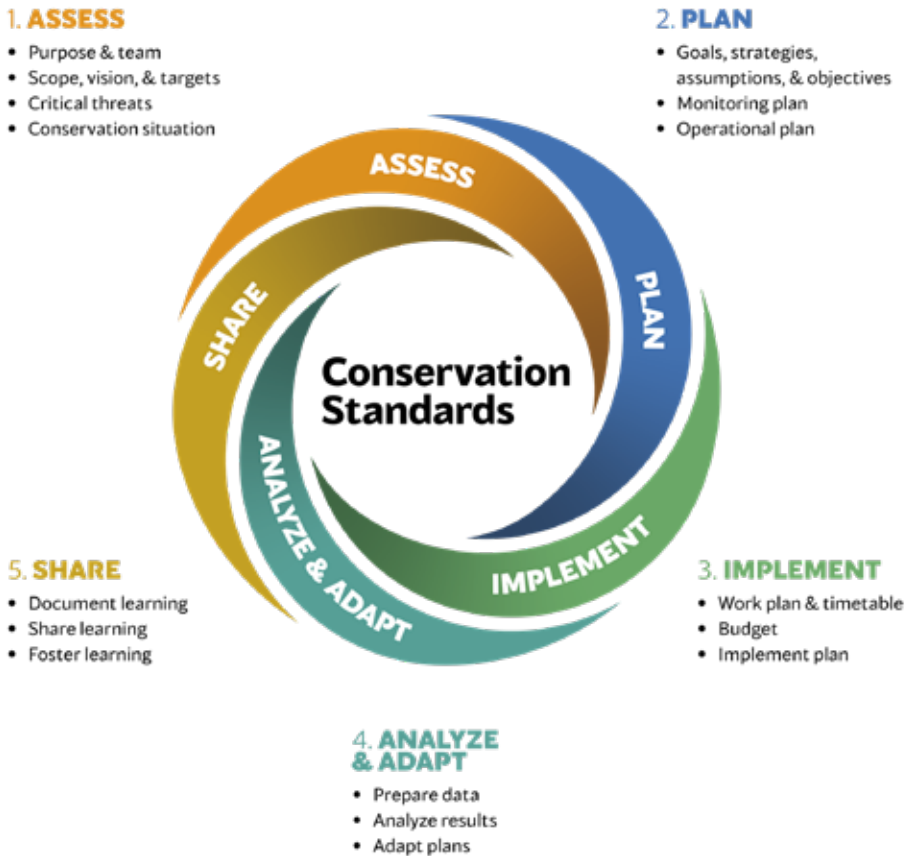 1. ASSESS
• Purpose & team
• Scope, vision, & targets
• Critical threats
• Conservation situation
2. PLAN
• Goals, strategies,
assumptions, & objectives
• Monitoring plan
• Operational plan
ASSESS
PLAN
SHARE
Conservation
Standards
ANALYZE & ADAPT
IMPLEMENT
5. SHARE
• Document learning
• Share learning
• Foster learning
3. IMPLEMENT
• Work plan & timetable
• Budget
• Implement plan
4. ANALYZE
& ADAPT
• Prepare data
• Analyze results
• Adapt plans